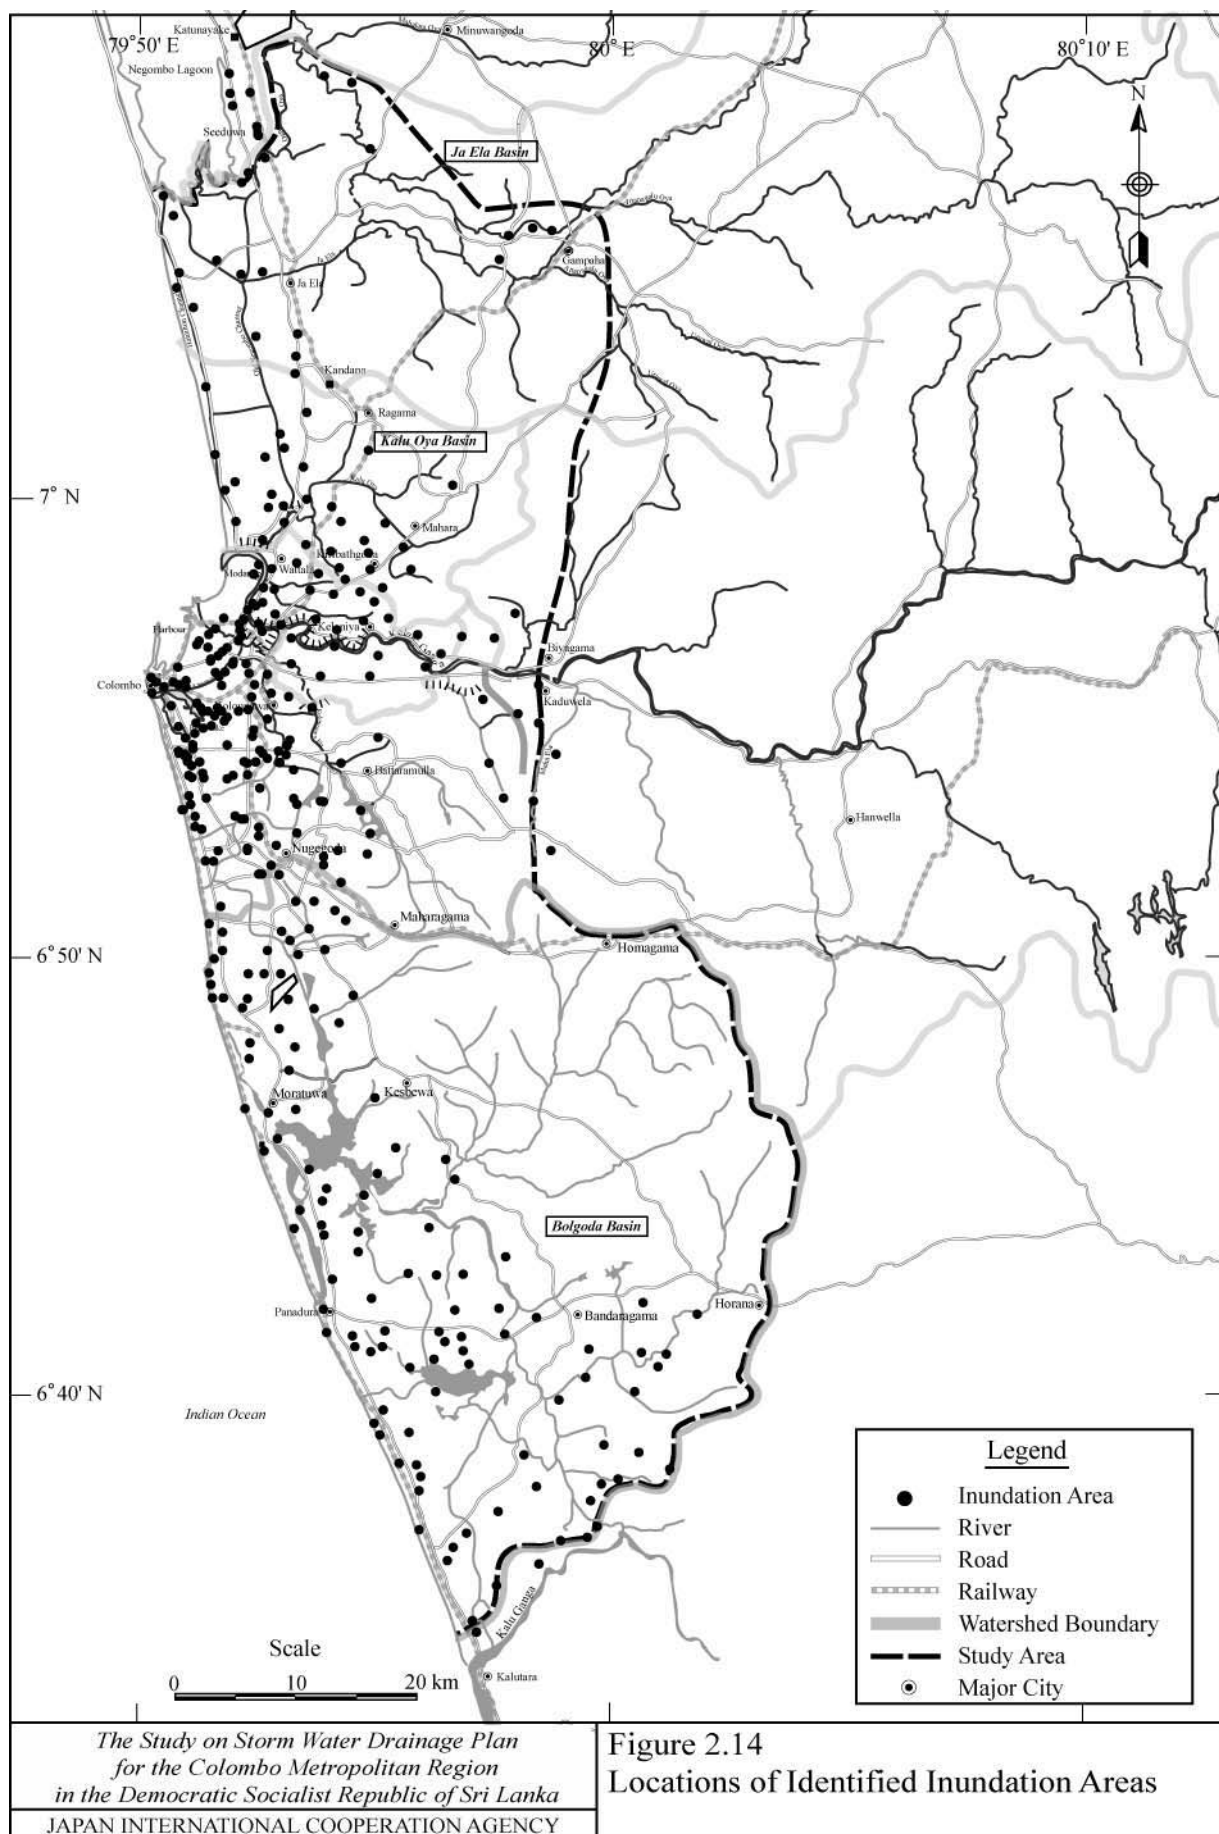 79° 50' E
80° E
80° 10' E
Katunayake
Minuwangoda
Negombo Lagoon
N
Seeduwa
Ja Ela Basin
Gampaha
Ja Ela
Ja Ela
Kandana
Ragama
Kalu Oya Basin
7° N
Mahara
Harbour
Kelaniya
Biyagama
Colombo
Kaduwela
Battaramulla
Hanwella
Nugegoda
Maharagama
Homagama
6° 50' N
Moratuwa
Kesbewa
Bolgoda Basin
Panadura
Bandaragama
Horana
6° 40' N
Indian Ocean
Kalu Ganga
Kalutara
Legend
Inundation Area
River
Road
Railway
Watershed Boundary
Study Area
Major City
Scale
0 10 20 km
The Study on Storm Water Drainage Plan
for the Colombo Metropolitan Region
in the Democratic Socialist Republic of Sri Lanka
JAPAN INTERNATIONAL COOPERATION AGENCY
Figure 2.14
Locations of Identified Inundation Areas